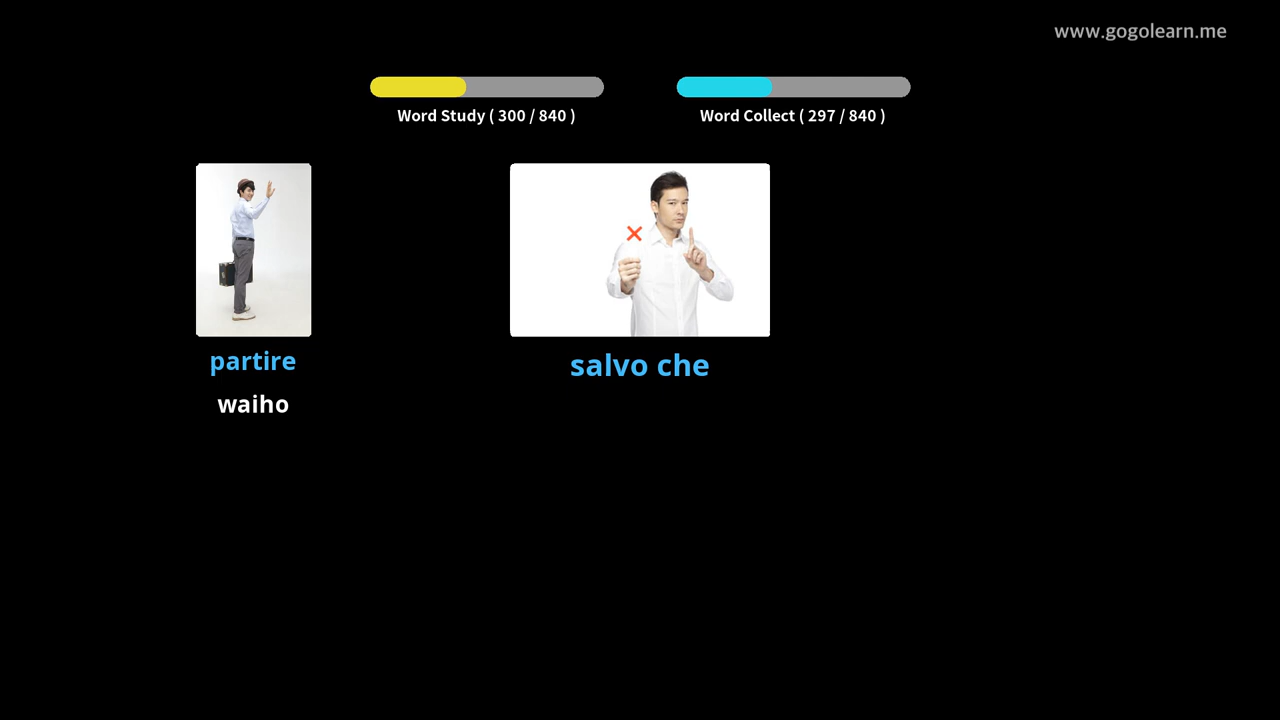 www.gogolearn.me
Word Study ( 300 / 840 )
Word Collect ( 297 / 840 )
partire
waiho
salvo che